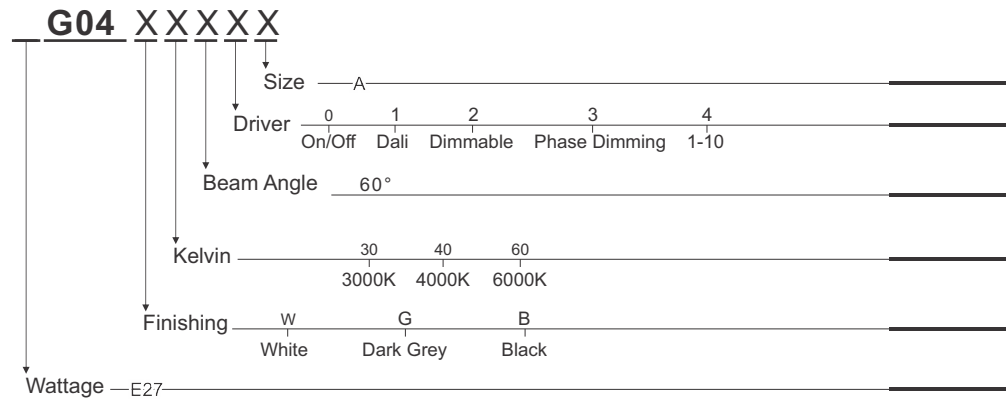 G04 X X X X X
Size A
0 1 2 3 4
Driver
On/Off Dali Dimmable Phase Dimming 1-10
Beam Angle 60°
30 40 60
Kelvin
3000K 4000K 6000K
W G B
Finishing
White Dark Grey Black
Wattage E27